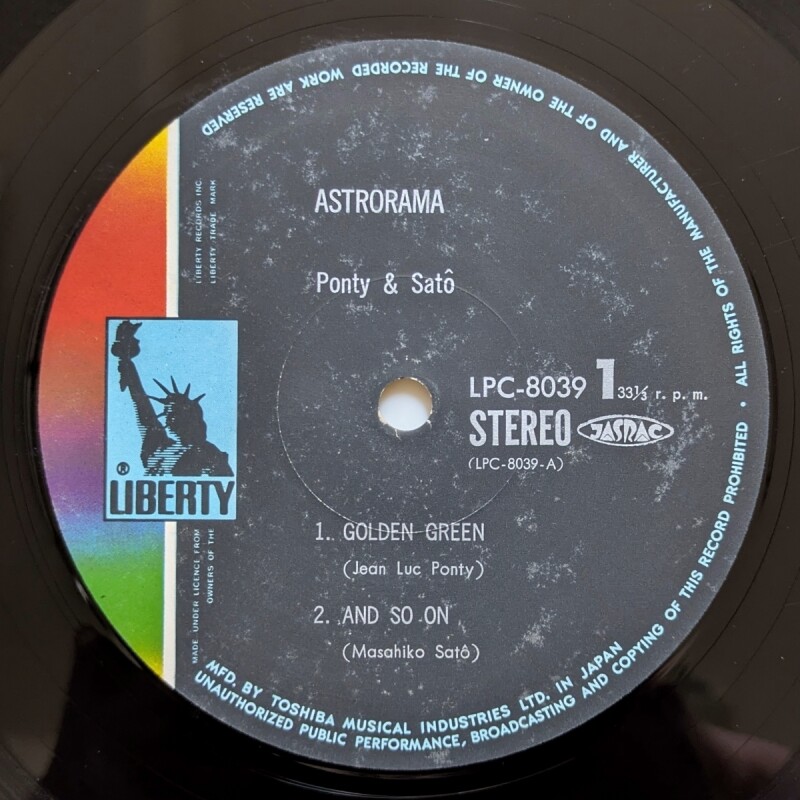 ASTRORAMA
Ponty & Satô
LPC-8039 1 33⅓ r. p. m.
STEREO JASRAC
(LPC-8039-A)
1. GOLDEN GREEN
(Jean Luc Ponty)
2. AND SO ON
(Masahiko Satô)
® LIBERTY
LIBERTY RECORDS INC.
LIBERTY TRADE MARK
MADE UNDER LICENCE FROM
OWNERS OF THE
MFD. BY TOSHIBA MUSICAL INDUSTRIES LTD. IN JAPAN
UNAUTHORIZED PUBLIC PERFORMANCE, BROADCASTING AND COPYING OF THIS RECORD PROHIBITED • ALL RIGHTS OF THE MANUFACTURER AND OF THE OWNER OF THE RECORDED WORK ARE RESERVED